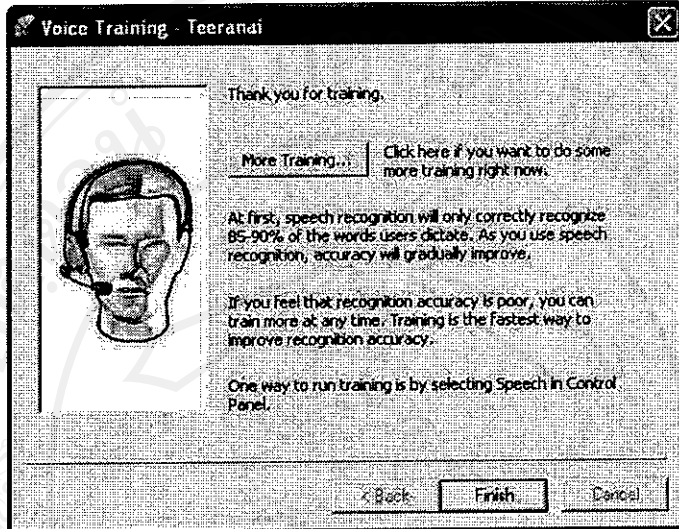 Voice Training - Teeranai
Thank you for training.
More Training...
Click here if you want to do some
more training right now.
At first, speech recognition will only correctly recognize
85-90% of the words users dictate. As you use speech
recognition, accuracy will gradually improve.
If you feel that recognition accuracy is poor, you can
train more at any time. Training is the fastest way to
improve recognition accuracy.
One way to run training is by selecting Speech in Control
Panel.
< Back
Finish
Cancel